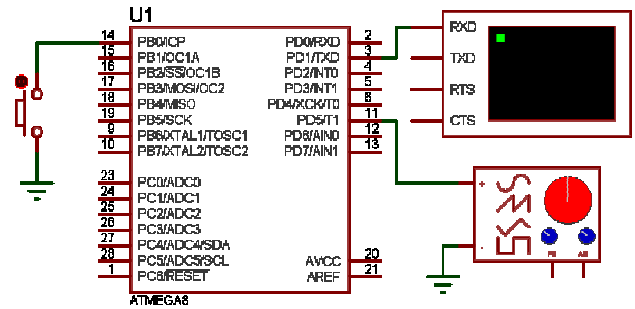 U1
14 PB0/ICP
15 PB1/OC1A
16 PB2/SS/OC1B
17 PB3/MOSI/OC2
18 PB4/MISO
19 PB5/SCK
9 PB6/XTAL1/TOSC1
10 PB7/XTAL2/TOSC2
23 PC0/ADC0
24 PC1/ADC1
25 PC2/ADC2
26 PC3/ADC3
27 PC4/ADC4/SDA
28 PC5/ADC5/SCL
1 PC6/RESET
PD0/RXD 2
PD1/TXD 3
PD2/INT0 4
PD3/INT1 5
PD4/XCK/T0 6
PD5/T1 11
PD6/AIN0 12
PD7/AIN1 13
AVCC 20
AREF 21
ATMEGA8
RXD
TXD
RTS
CTS
+
-